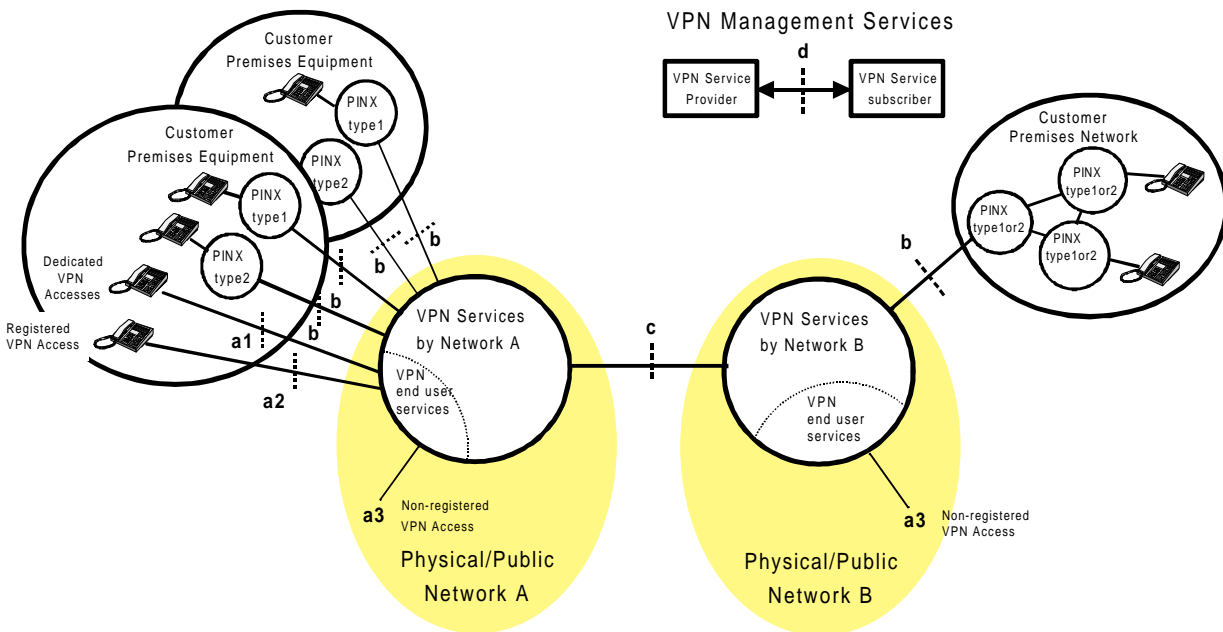 VPN Management Services
d
VPN Service
Provider
VPN Service
subscriber
Customer
Premises Equipment
PINX
type1
PINX
type2
Customer
Premises Equipment
PINX
type1
PINX
type2
Dedicated
VPN
Accesses
Registered
VPN Access
a1
a2
b
b
b
b
VPN Services
by Network A
VPN
end user
services
a3
Non-registered
VPN Access
Physical/Public
Network A
c
VPN Services
by Network B
VPN
end user
services
a3
Non-registered
VPN Access
Physical/Public
Network B
b
Customer
Premises Network
PINX
type1or2
PINX
type1or2
PINX
type1or2